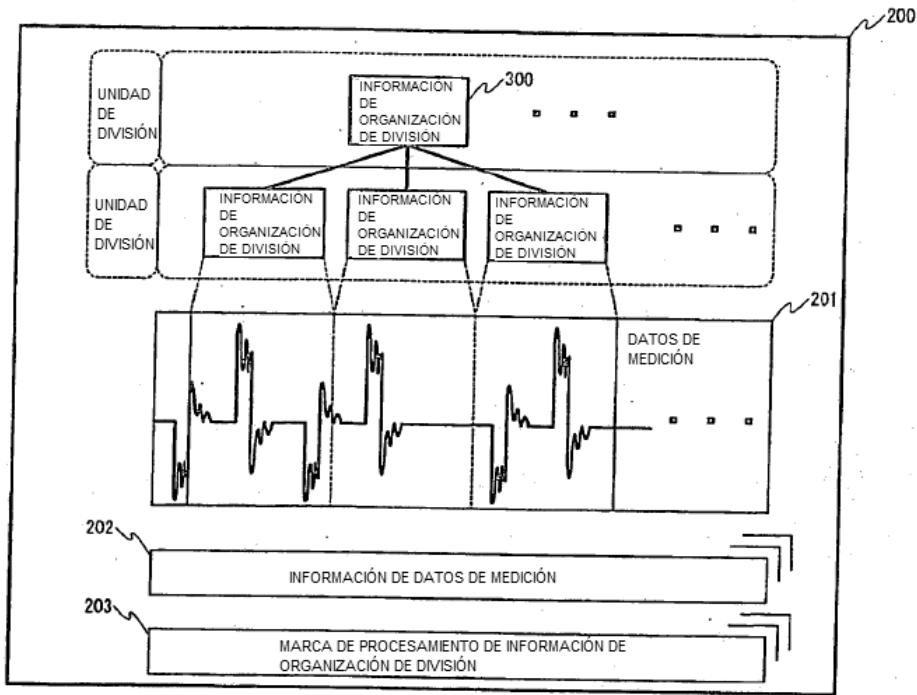 200
UNIDAD
DE
DIVISIÓN
INFORMACIÓN
DE
ORGANIZACIÓN
DE DIVISIÓN
300
UNIDAD
DE
DIVISIÓN
INFORMACIÓN
DE
ORGANIZACIÓN
DE DIVISIÓN
INFORMACIÓN
DE
ORGANIZACIÓN
DE DIVISIÓN
INFORMACIÓN
DE
ORGANIZACIÓN
DE DIVISIÓN
201
DATOS DE
MEDICIÓN
202
INFORMACIÓN DE DATOS DE MEDICIÓN
203
MARCA DE PROCESAMIENTO DE INFORMACIÓN DE
ORGANIZACIÓN DE DIVISIÓN